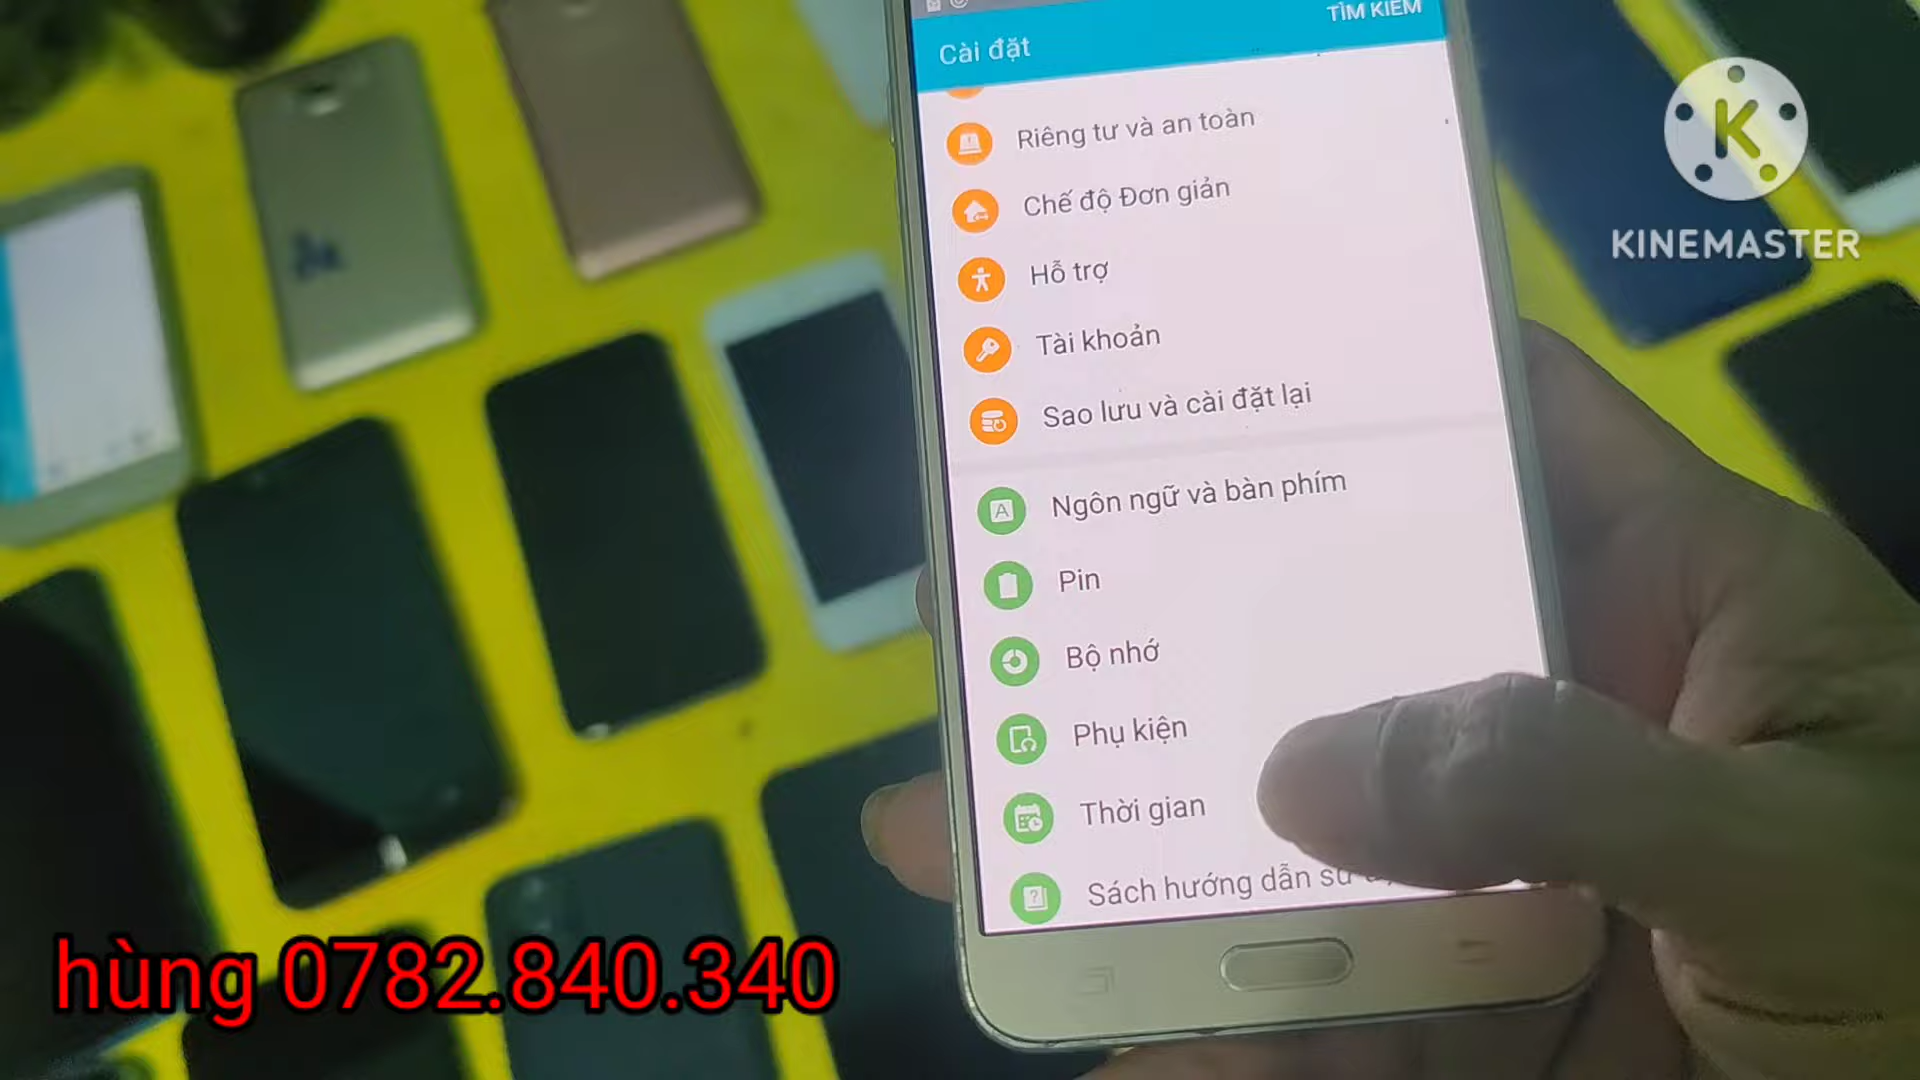 TÌM KIẾM
Cài đặt
Riêng tư và an toàn
Chế độ Đơn giản
Hỗ trợ
Tài khoản
Sao lưu và cài đặt lại
Ngôn ngữ và bàn phím
Pin
Bộ nhớ
Phụ kiện
Thời gian
Sách hướng dẫn
K
KINEMASTER
hùng 0782.840.340